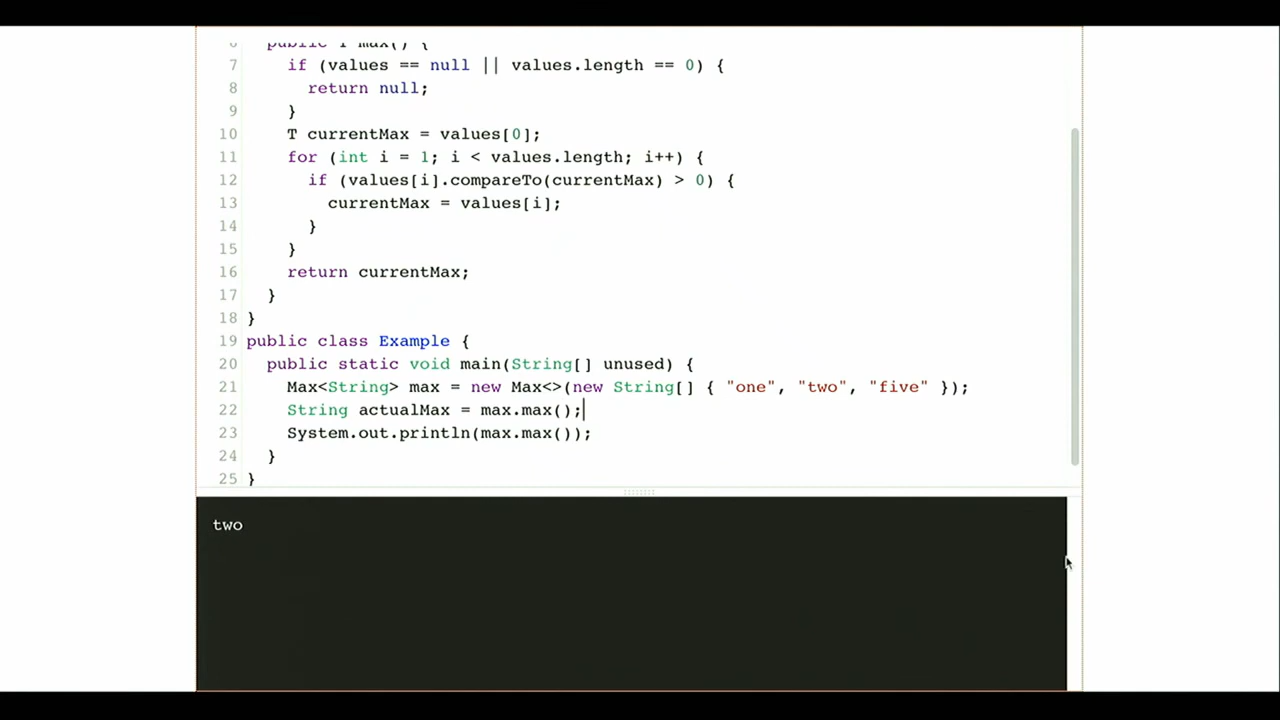 6 public T max() {
7 if (values == null || values.length == 0) {
8 return null;
9 }
10 T currentMax = values[0];
11 for (int i = 1; i < values.length; i++) {
12 if (values[i].compareTo(currentMax) > 0) {
13 currentMax = values[i];
14 }
15 }
16 return currentMax;
17 }
18 }
19 public class Example {
20 public static void main(String[] unused) {
21 Max<String> max = new Max<>(new String[] { "one", "two", "five" });
22 String actualMax = max.max();
23 System.out.println(max.max());
24 }
25 }
two